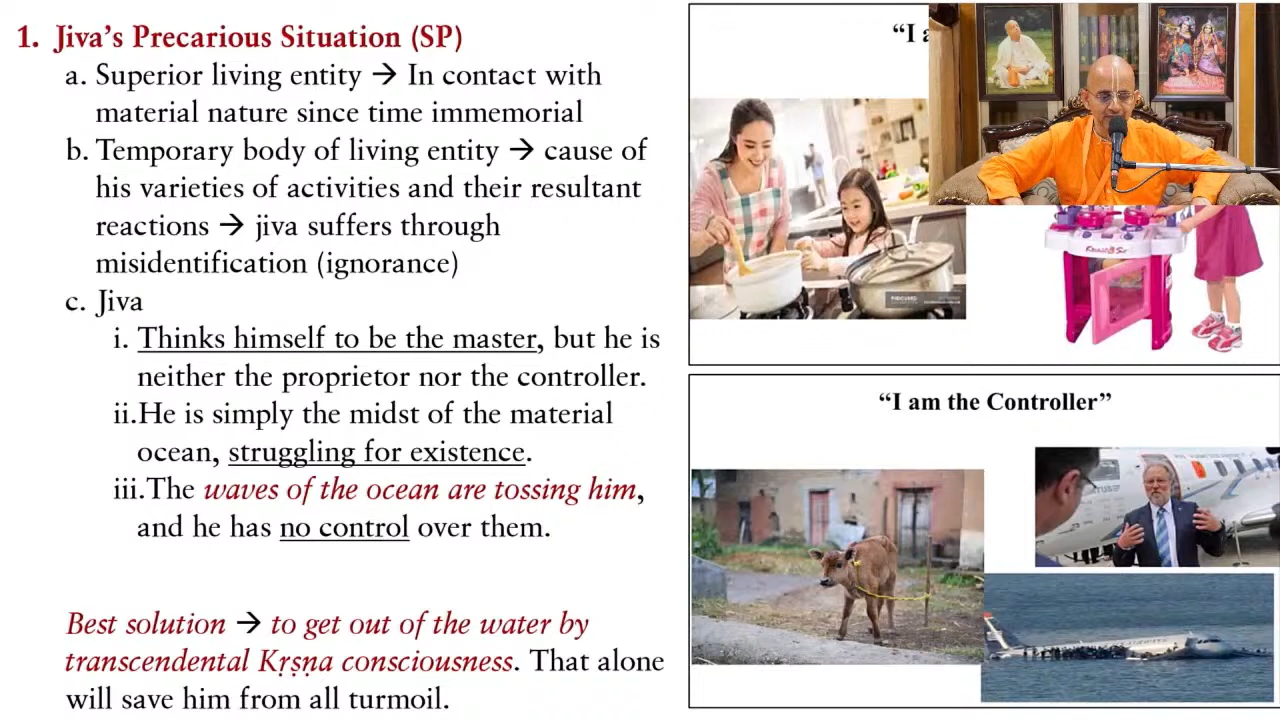 1. Jiva's Precarious Situation (SP)
a. Superior living entity → In contact with
material nature since time immemorial
b. Temporary body of living entity → cause of
his varieties of activities and their resultant
reactions → jiva suffers through
misidentification (ignorance)
c. Jiva
i. Thinks himself to be the master, but he is
neither the proprietor nor the controller.
ii.He is simply the midst of the material
ocean, struggling for existence.
iii.The waves of the ocean are tossing him,
and he has no control over them.
Best solution → to get out of the water by
transcendental Kṛṣṇa consciousness. That alone
will save him from all turmoil.
"I a
"I am the Controller"